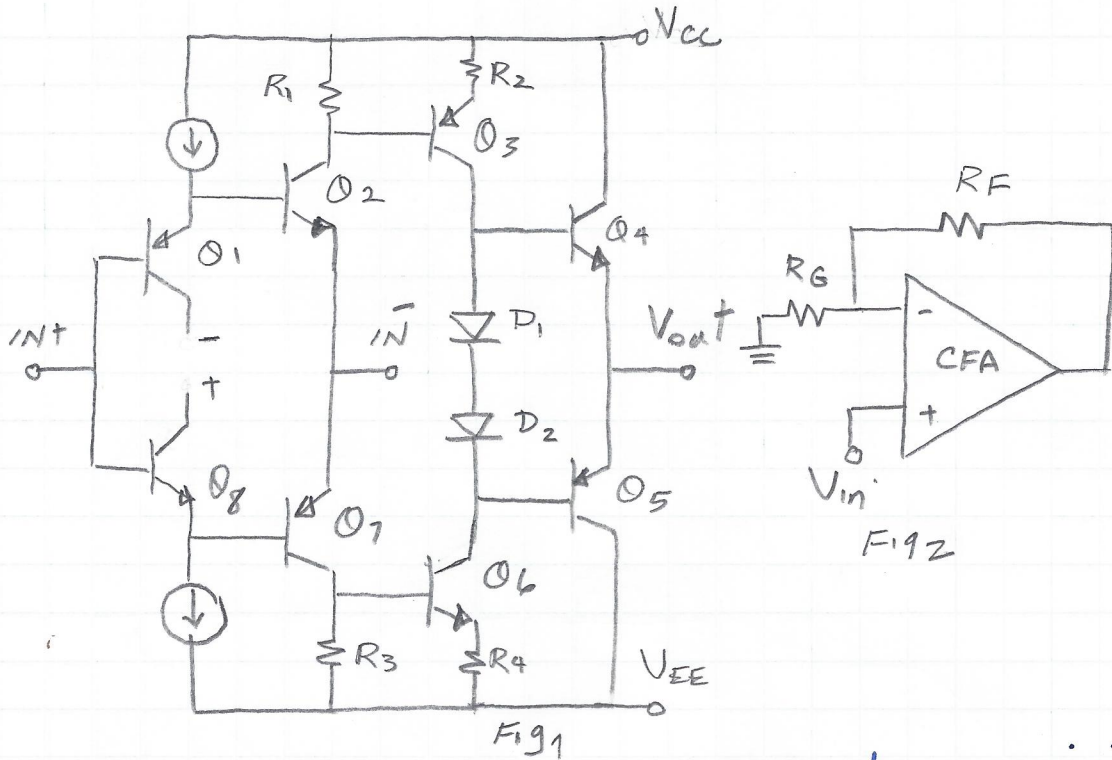 VCC
R1
R2
Q3
Q2
Q4
Q1
IN+
-
+
IN-
D1
Vout
D2
Q8
Q7
Q5
Q6
R3
R4
VEE
Fig1
RF
RG
-
CFA
+
Vin
Fig2